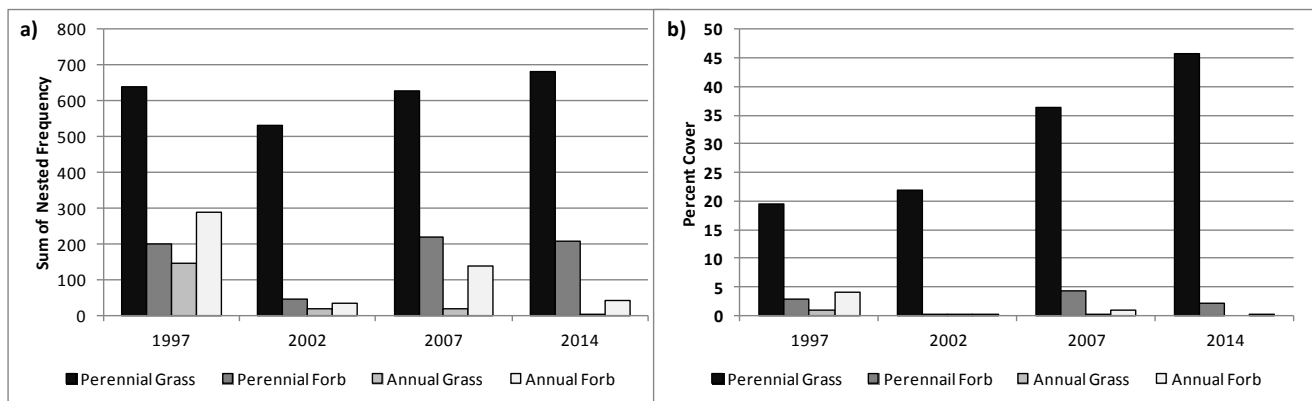 a)
Sum of Nested Frequency
800
700
600
500
400
300
200
100
0
1997 2002 2007 2014
Perennial Grass Perennial Forb Annual Grass Annual Forb
b)
Percent Cover
50
45
40
35
30
25
20
15
10
5
0
1997 2002 2007 2014
Perennial Grass Perennail Forb Annual Grass Annual Forb